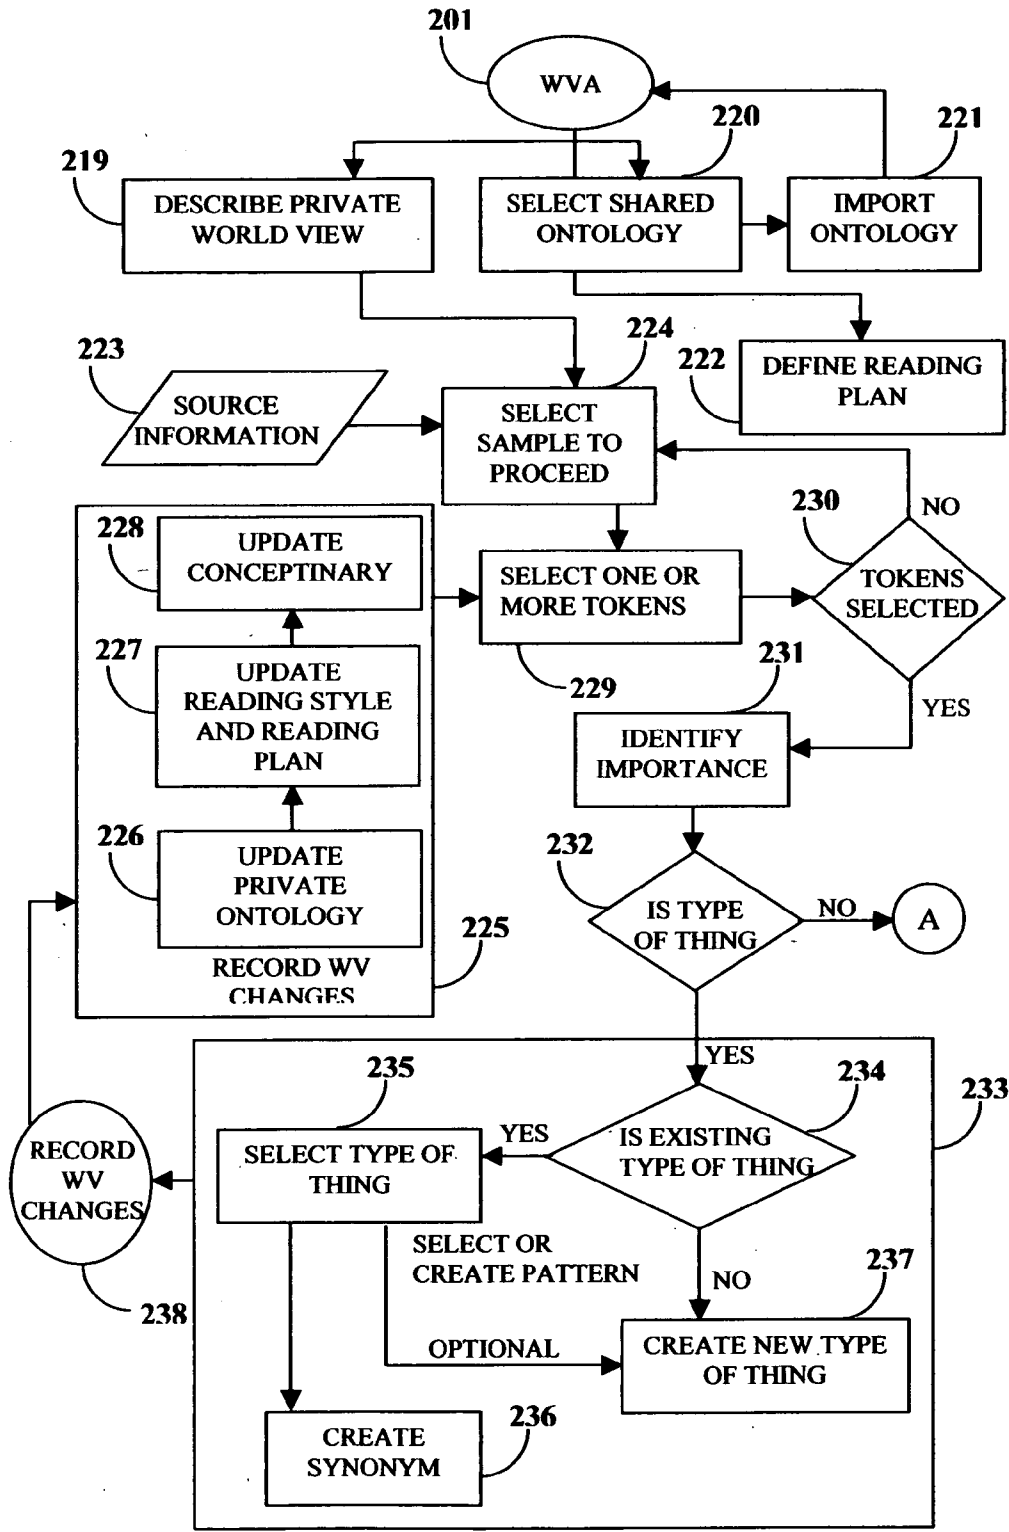 201
WVA
220
221
219
DESCRIBE PRIVATE
WORLD VIEW
SELECT SHARED
ONTOLOGY
IMPORT
ONTOLOGY
224
223
222
DEFINE READING
PLAN
SOURCE
INFORMATION
SELECT
SAMPLE TO
PROCEED
230
NO
228
UPDATE
CONCEPTINARY
SELECT ONE OR
MORE TOKENS
TOKENS
SELECTED
227
UPDATE
READING STYLE
AND READING
PLAN
229
231
YES
IDENTIFY
IMPORTANCE
226
UPDATE
PRIVATE
ONTOLOGY
232
IS TYPE
OF THING
NO
A
225
RECORD WV
CHANGES
YES
235
234
233
RECORD
WV
CHANGES
SELECT TYPE OF
THING
YES
IS EXISTING
TYPE OF THING
SELECT OR
CREATE PATTERN
NO
237
238
OPTIONAL
CREATE NEW TYPE
OF THING
236
CREATE
SYNONYM